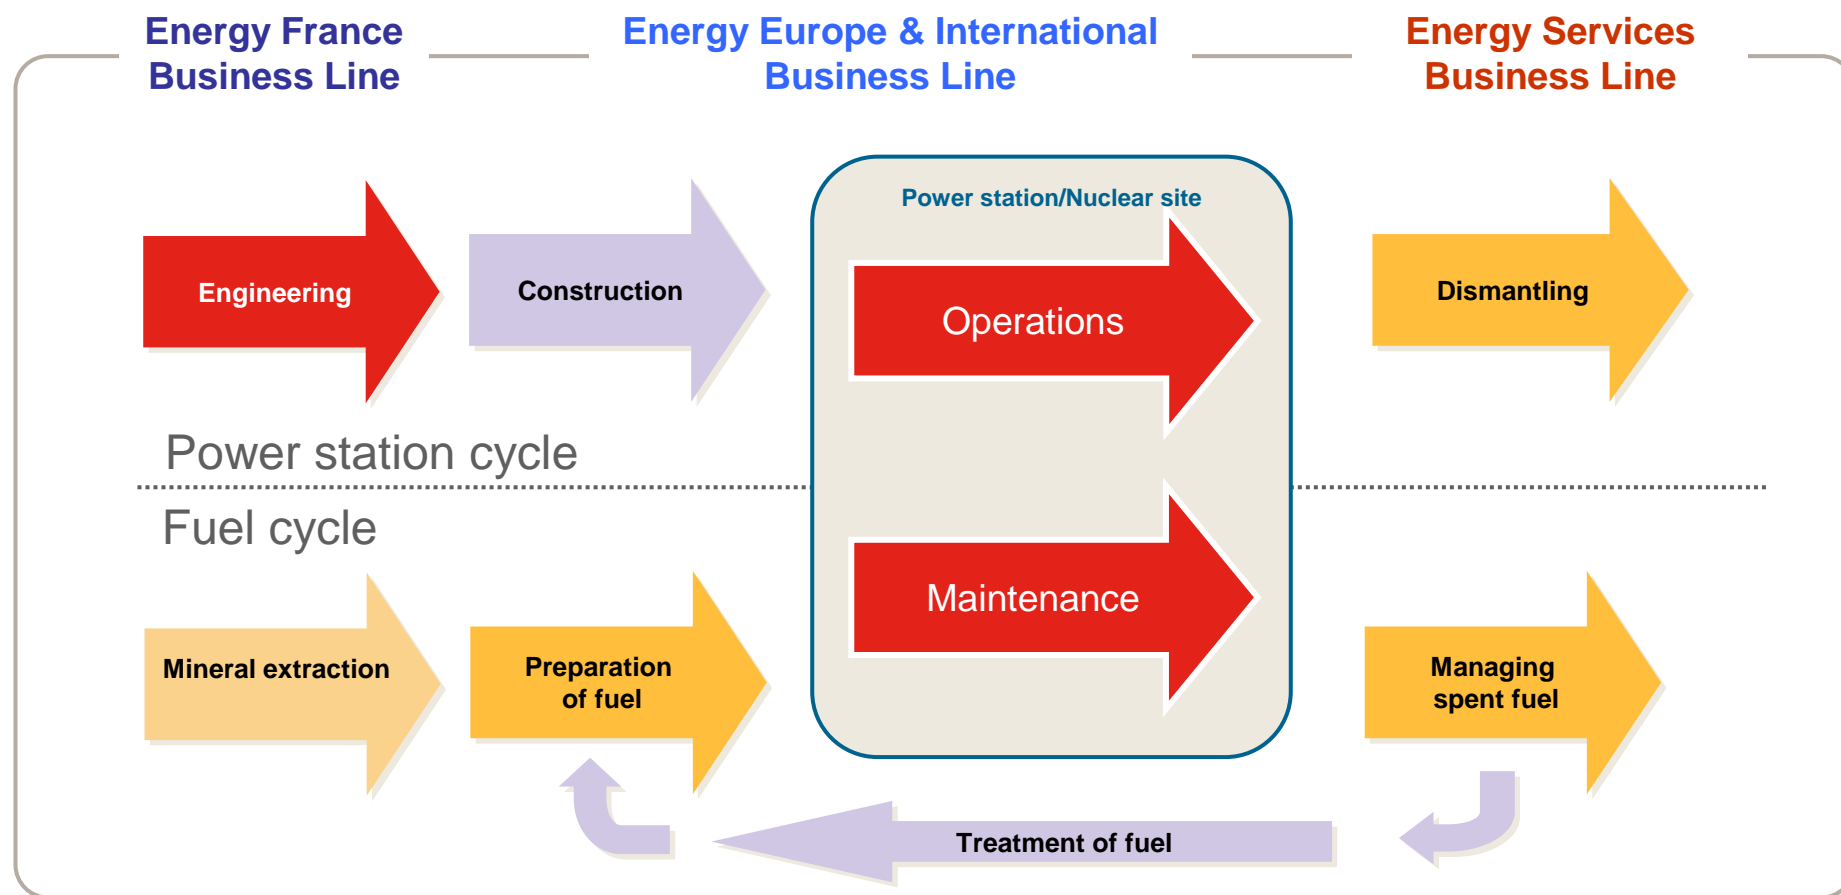 Energy France
Business Line
Energy Europe & International
Business Line
Energy Services
Business Line
Power station/Nuclear site
Engineering
Construction
Operations
Dismantling
Power station cycle
Fuel cycle
Mineral extraction
Preparation
of fuel
Maintenance
Managing
spent fuel
Treatment of fuel